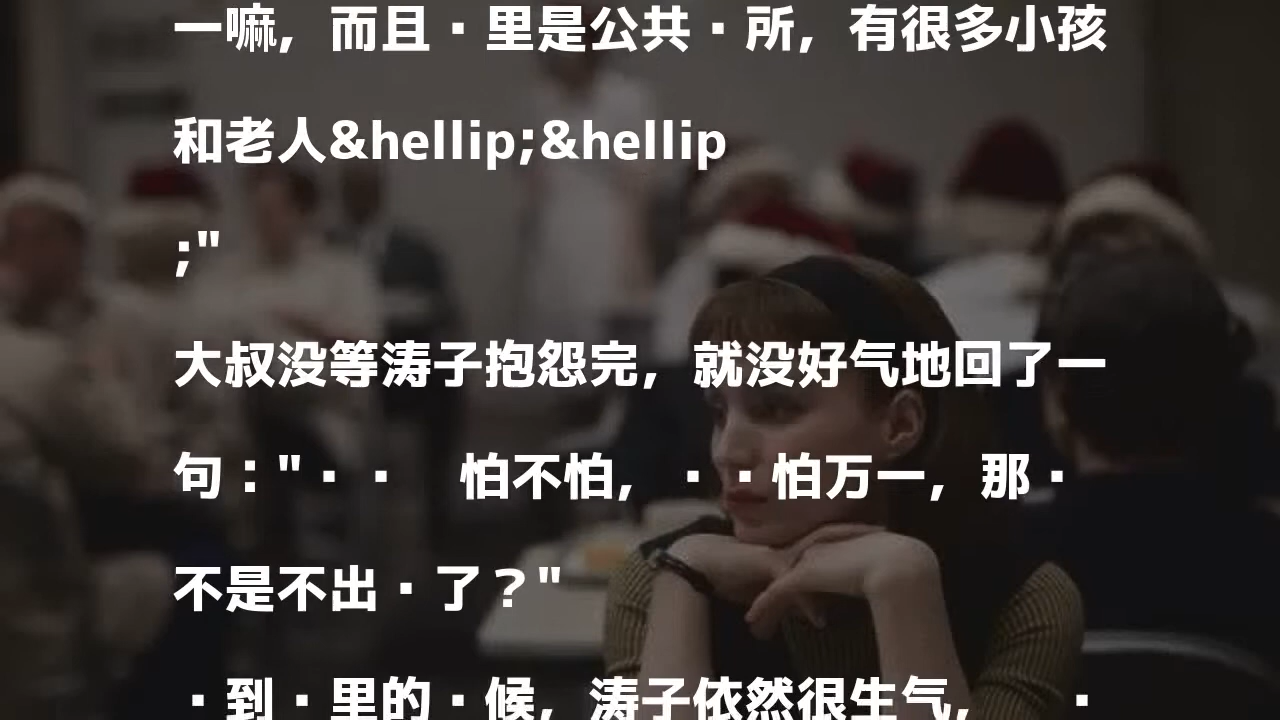 一嘛，而且·里是公共·所，有很多小孩
和老人&hellip;&hellip
;"
大叔没等涛子抱怨完，就没好气地回了一
句："·· 怕不怕，··怕万一，那·
不是不出·了？"
·到·里的·候，涛子依然很生气， ·